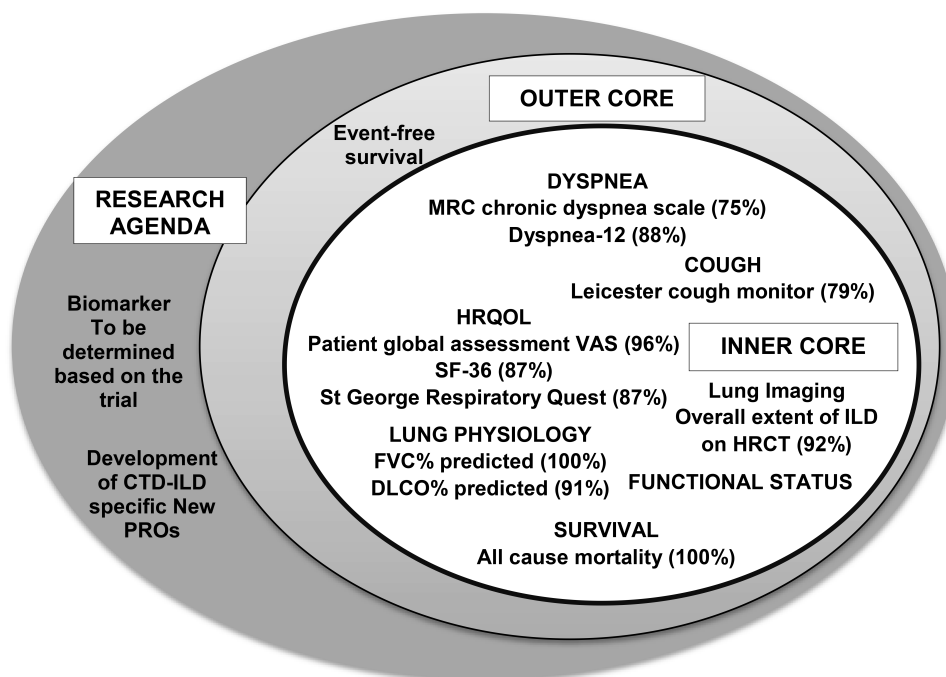 OUTER CORE
Event-free
survival
RESEARCH
AGENDA
Biomarker
To be
determined
based on the
trial
Development
of CTD-ILD
specific New
PROs
DYSPNEA
MRC chronic dyspnea scale (75%)
Dyspnea-12 (88%)
COUGH
Leicester cough monitor (79%)
HRQOL
Patient global assessment VAS (96%)
SF-36 (87%)
St George Respiratory Quest (87%)
INNER CORE
Lung Imaging
Overall extent of ILD
on HRCT (92%)
LUNG PHYSIOLOGY
FVC% predicted (100%)
DLCO% predicted (91%)
FUNCTIONAL STATUS
SURVIVAL
All cause mortality (100%)